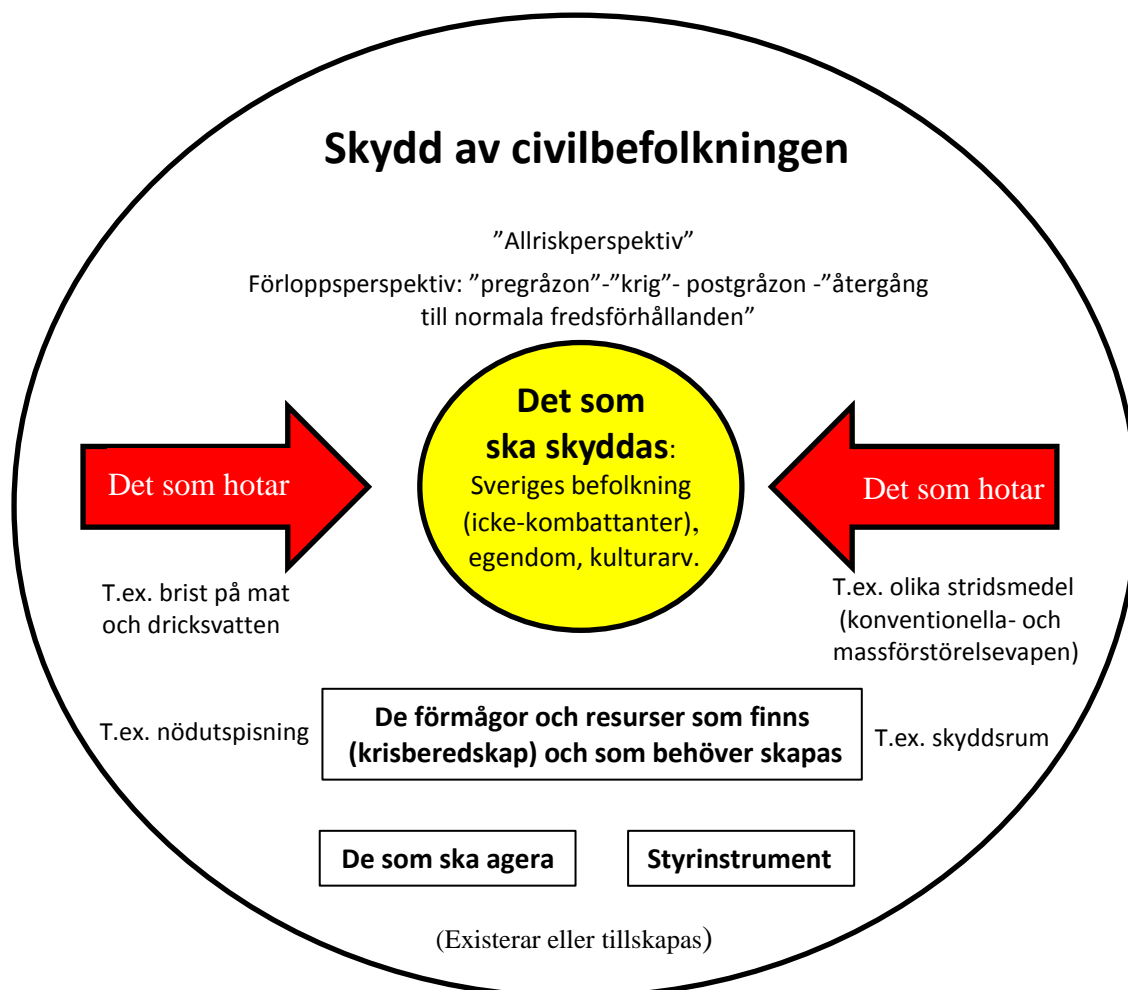 Skydd av civilbefolkningen
”Allriskperspektiv”
Förloppsperspektiv: ”pregråzon”-”krig”- postgråzon -”återgång
till normala fredsförhållanden”
Det som
ska skyddas:
Sveriges befolkning
(icke-kombattanter),
egendom, kulturarv.
Det som hotar
Det som hotar
T.ex. brist på mat
och dricksvatten
T.ex. olika stridsmedel
(konventionella- och
massförstörelsevapen)
T.ex. nödutspisning
De förmågor och resurser som finns
(krisberedskap) och som behöver skapas
T.ex. skyddsrum
De som ska agera
Styrinstrument
(Existerar eller tillskapas)